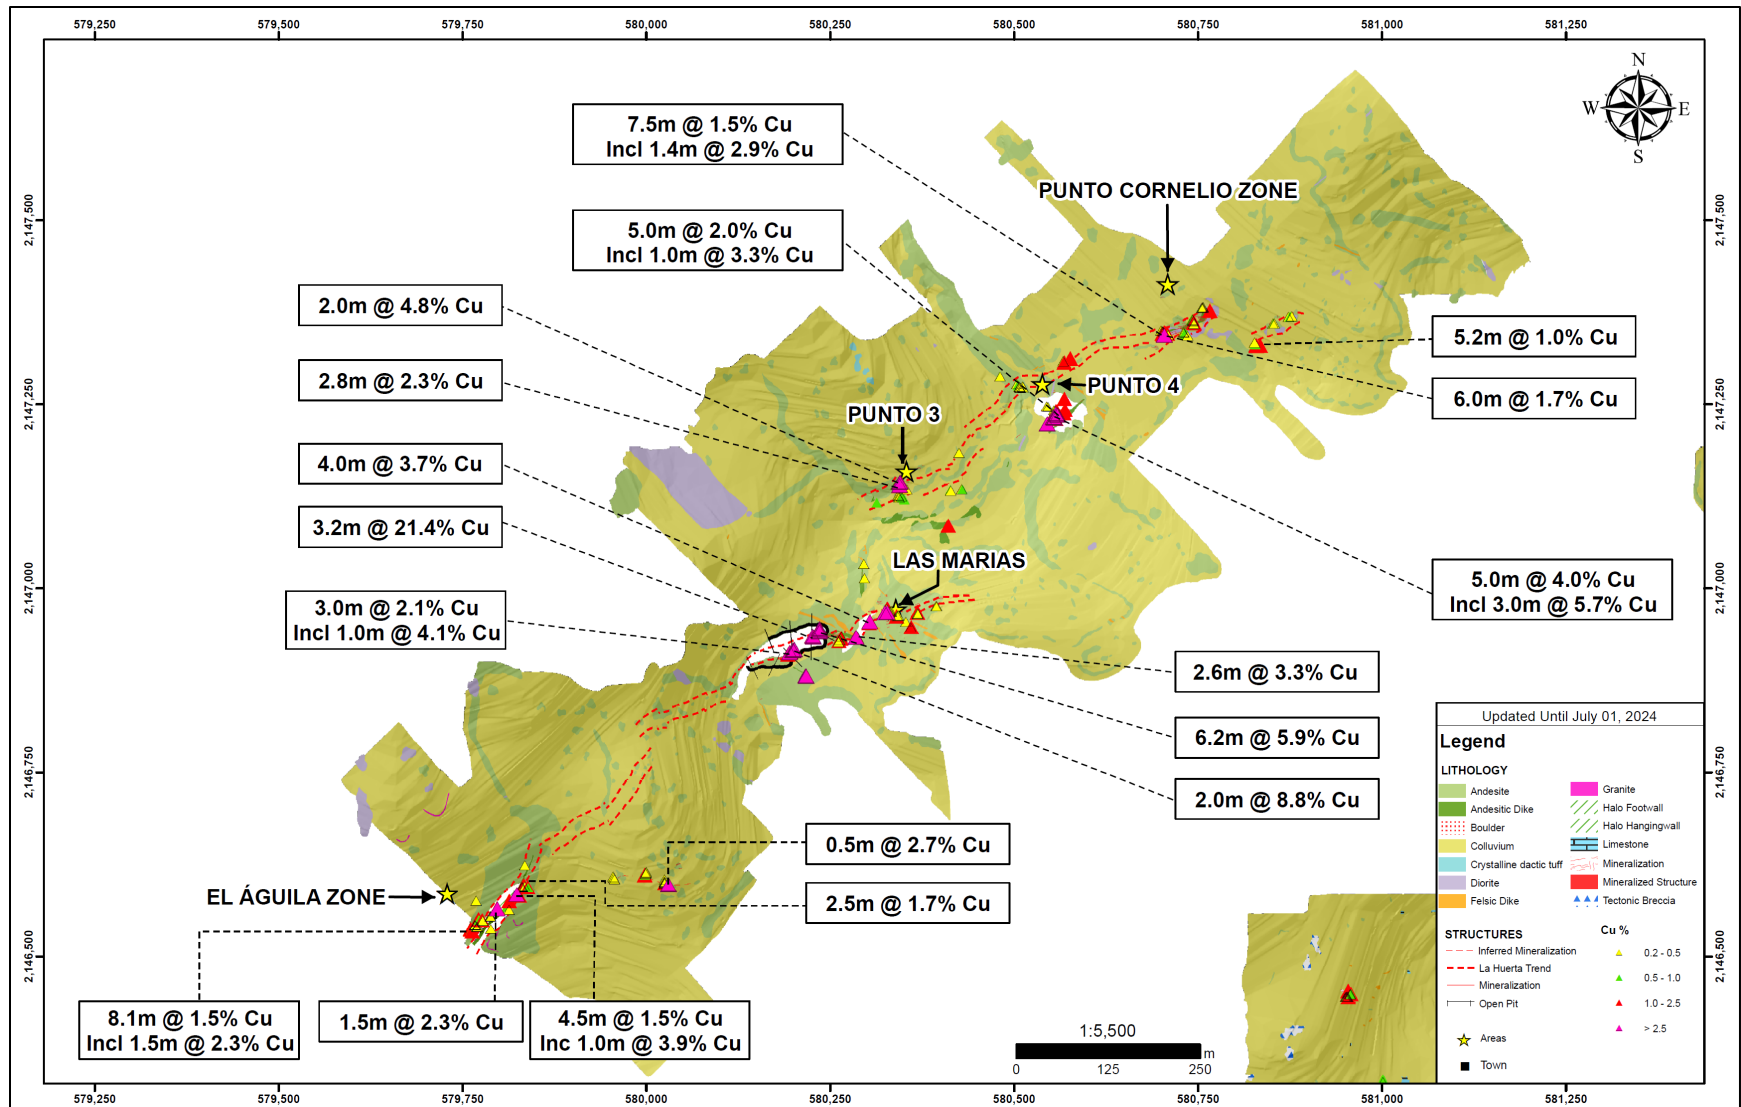 579,250 579,500 579,750 580,000 580,250 580,500 580,750 581,000 581,250
N
W E
S
7.5m @ 1.5% Cu
Incl 1.4m @ 2.9% Cu
PUNTO CORNELIO ZONE
2,147,500 2,147,500
5.0m @ 2.0% Cu
Incl 1.0m @ 3.3% Cu
2.0m @ 4.8% Cu
5.2m @ 1.0% Cu
2.8m @ 2.3% Cu
PUNTO 4
6.0m @ 1.7% Cu
2,147,250 2,147,250
PUNTO 3
4.0m @ 3.7% Cu
3.2m @ 21.4% Cu
LAS MARIAS
2,147,000 2,147,000
5.0m @ 4.0% Cu
Incl 3.0m @ 5.7% Cu
3.0m @ 2.1% Cu
Incl 1.0m @ 4.1% Cu
2.6m @ 3.3% Cu
6.2m @ 5.9% Cu
2.0m @ 8.8% Cu
2,146,750 2,146,750
0.5m @ 2.7% Cu
EL ÁGUILA ZONE
2.5m @ 1.7% Cu
2,146,500 2,146,500
8.1m @ 1.5% Cu
Incl 1.5m @ 2.3% Cu
1.5m @ 2.3% Cu
4.5m @ 1.5% Cu
Inc 1.0m @ 3.9% Cu
1:5,500
m
0 125 250
Updated Until July 01, 2024
Legend
LITHOLOGY
Andesite
Andesitic Dike
Boulder
Colluvium
Crystalline dactic tuff
Diorite
Felsic Dike
Granite
Halo Footwall
Halo Hangingwall
Limestone
Mineralization
Mineralized Structure
Tectonic Breccia
STRUCTURES
Inferred Mineralization
La Huerta Trend
Mineralization
Open Pit
Areas
Town
Cu %
0.2 - 0.5
0.5 - 1.0
1.0 - 2.5
> 2.5
579,250 579,500 579,750 580,000 580,250 580,500 580,750 581,000 581,250